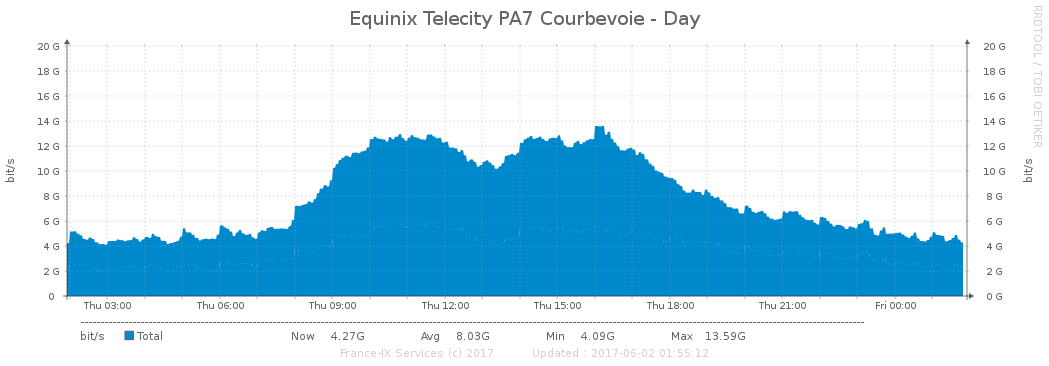 Equinix Telecity PA7 Courbevoie - Day
RRDTOOL / TOBI OETIKER
20 G 20 G
18 G 18 G
16 G 16 G
14 G 14 G
12 G 12 G
10 G 10 G
8 G 8 G
6 G 6 G
4 G 4 G
2 G 2 G
0 0 G
bit/s
bit/s
Thu 03:00 Thu 06:00 Thu 09:00 Thu 12:00 Thu 15:00 Thu 18:00 Thu 21:00 Fri 00:00
bit/s Total Now 4.27G Avg 8.03G Min 4.09G Max 13.59G
France-IX Services (c) 2017 Updated : 2017-06-02 01:55:12